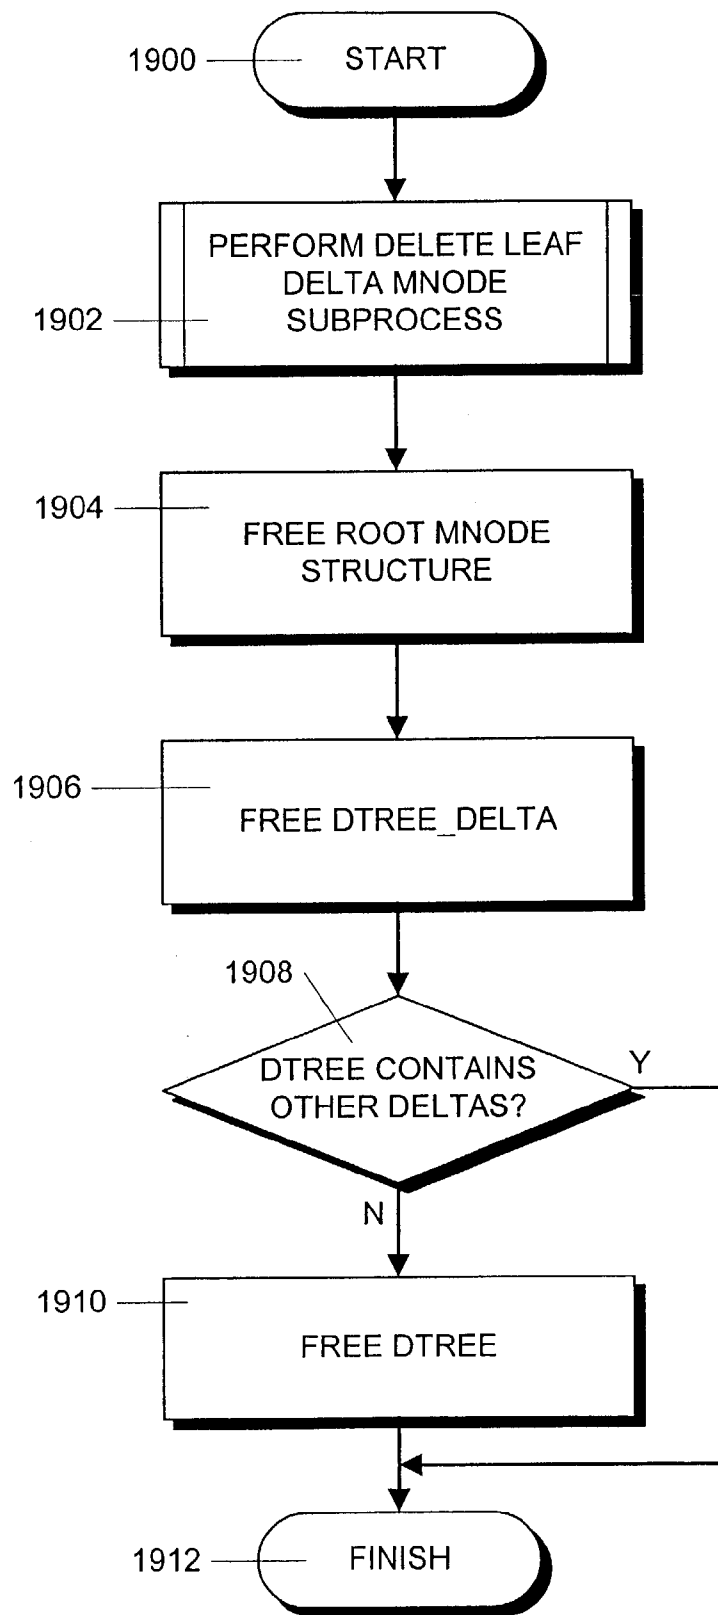 1900
START
PERFORM DELETE LEAF
DELTA MNODE
SUBPROCESS
1902
1904
FREE ROOT MNODE
STRUCTURE
1906
FREE DTREE_DELTA
1908
DTREE CONTAINS
OTHER DELTAS?
Y
N
1910
FREE DTREE
1912
FINISH